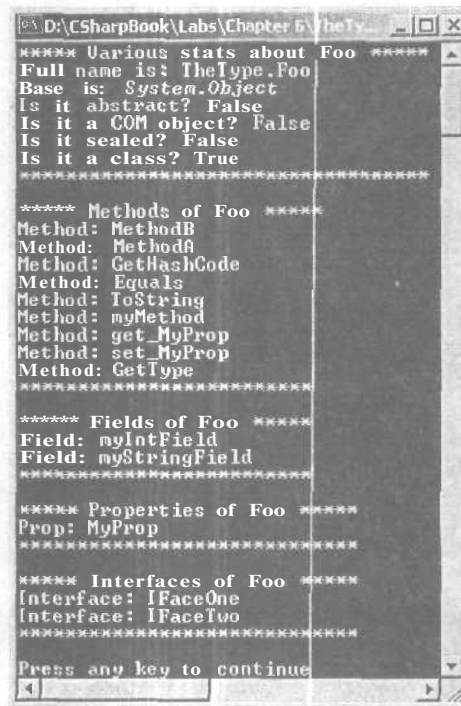 D:\CSharpBook\Labs\Chapter 6\TheTy...
***** Various stats about Foo *****
Full name is: TheType.Foo
Base is: System.Object
Is it abstract? False
Is it a COM object? False
Is it sealed? False
Is it a class? True
*************************************
***** Methods of Foo *****
Method: MethodB
Method: MethodA
Method: GetHashCode
Method: Equals
Method: ToString
Method: myMethod
Method: get_MyProp
Method: set_MyProp
Method: GetType
**************************
****** Fields of Foo *****
Field: myIntField
Field: myStringField
**************************
***** Properties of Foo *****
Prop: MyProp
******************************
***** Interfaces of Foo *****
Interface: IFaceOne
Interface: IFaceTwo
******************************
Press any key to continue